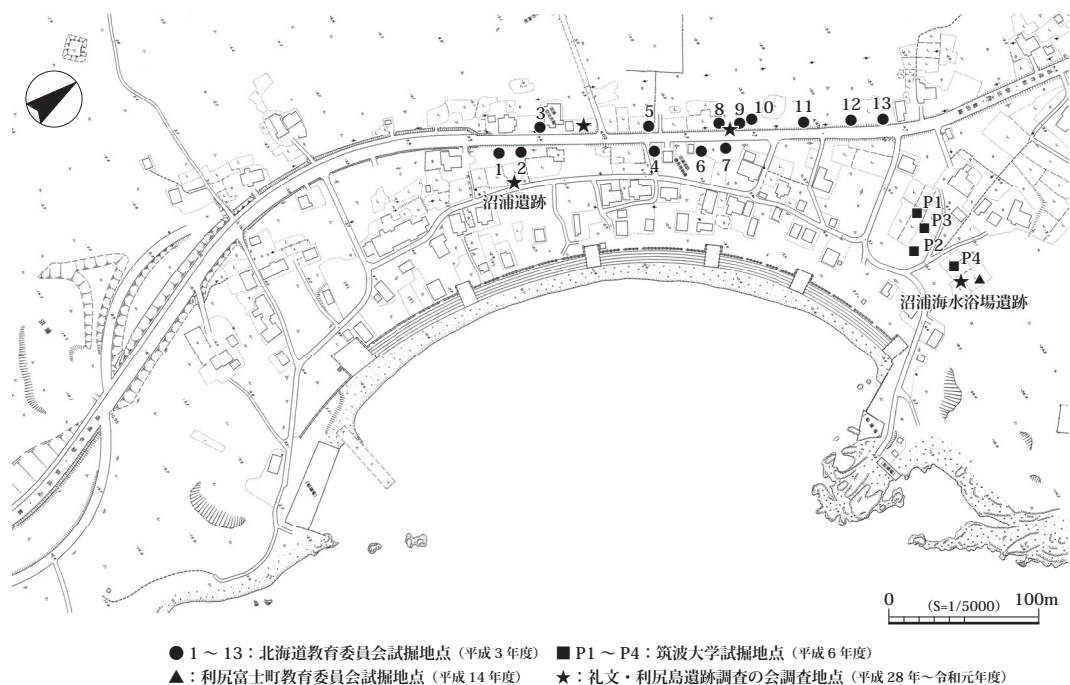 3
5
8
9
10
11
12
13
1
2
4
6
7
沼浦遺跡
P1
P3
P2
P4
沼浦海水浴場遺跡
0 (S=1/5000) 100m
● 1～13：北海道教育委員会試掘地点（平成3年度） ■ P1～P4：筑波大学試掘地点（平成6年度）
▲：利尻富士町教育委員会試掘地点（平成14年度） ★：礼文・利尻島遺跡調査の会調査地点（平成28年～令和元年度）